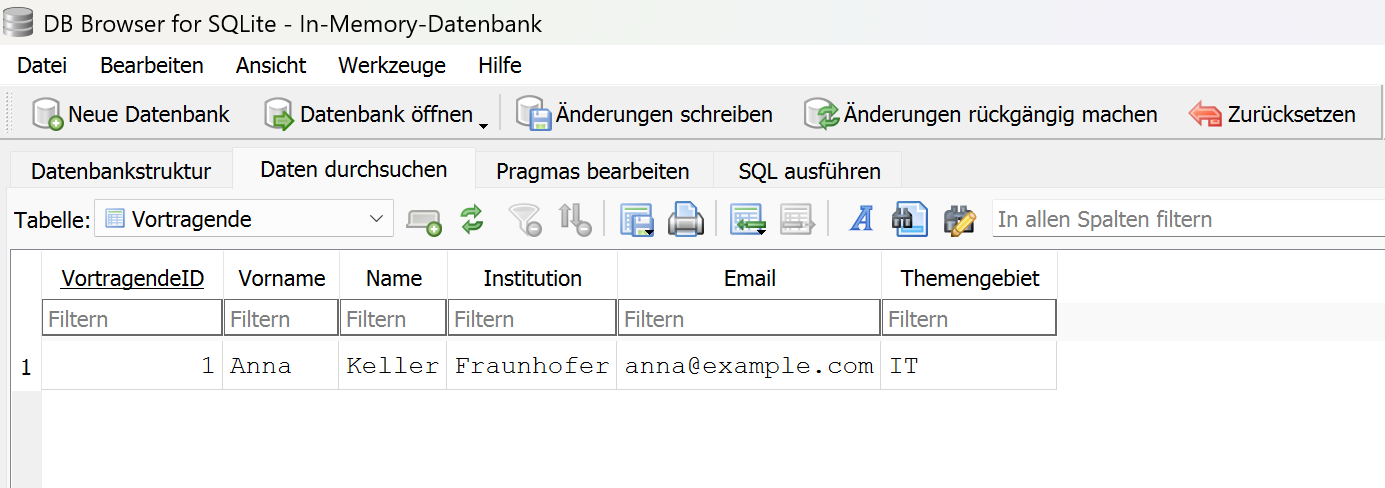 DB Browser for SQLite - In-Memory-Datenbank
Datei Bearbeiten Ansicht Werkzeuge Hilfe
Neue Datenbank Datenbank öffnen Änderungen schreiben Änderungen rückgängig machen Zurücksetzen
Datenbankstruktur Daten durchsuchen Pragmas bearbeiten SQL ausführen
Tabelle: Vortragende In allen Spalten filtern
VortragendeID Vorname Name Institution Email Themengebiet
Filtern Filtern Filtern Filtern Filtern Filtern
1 1 Anna Keller Fraunhofer anna@example.com IT